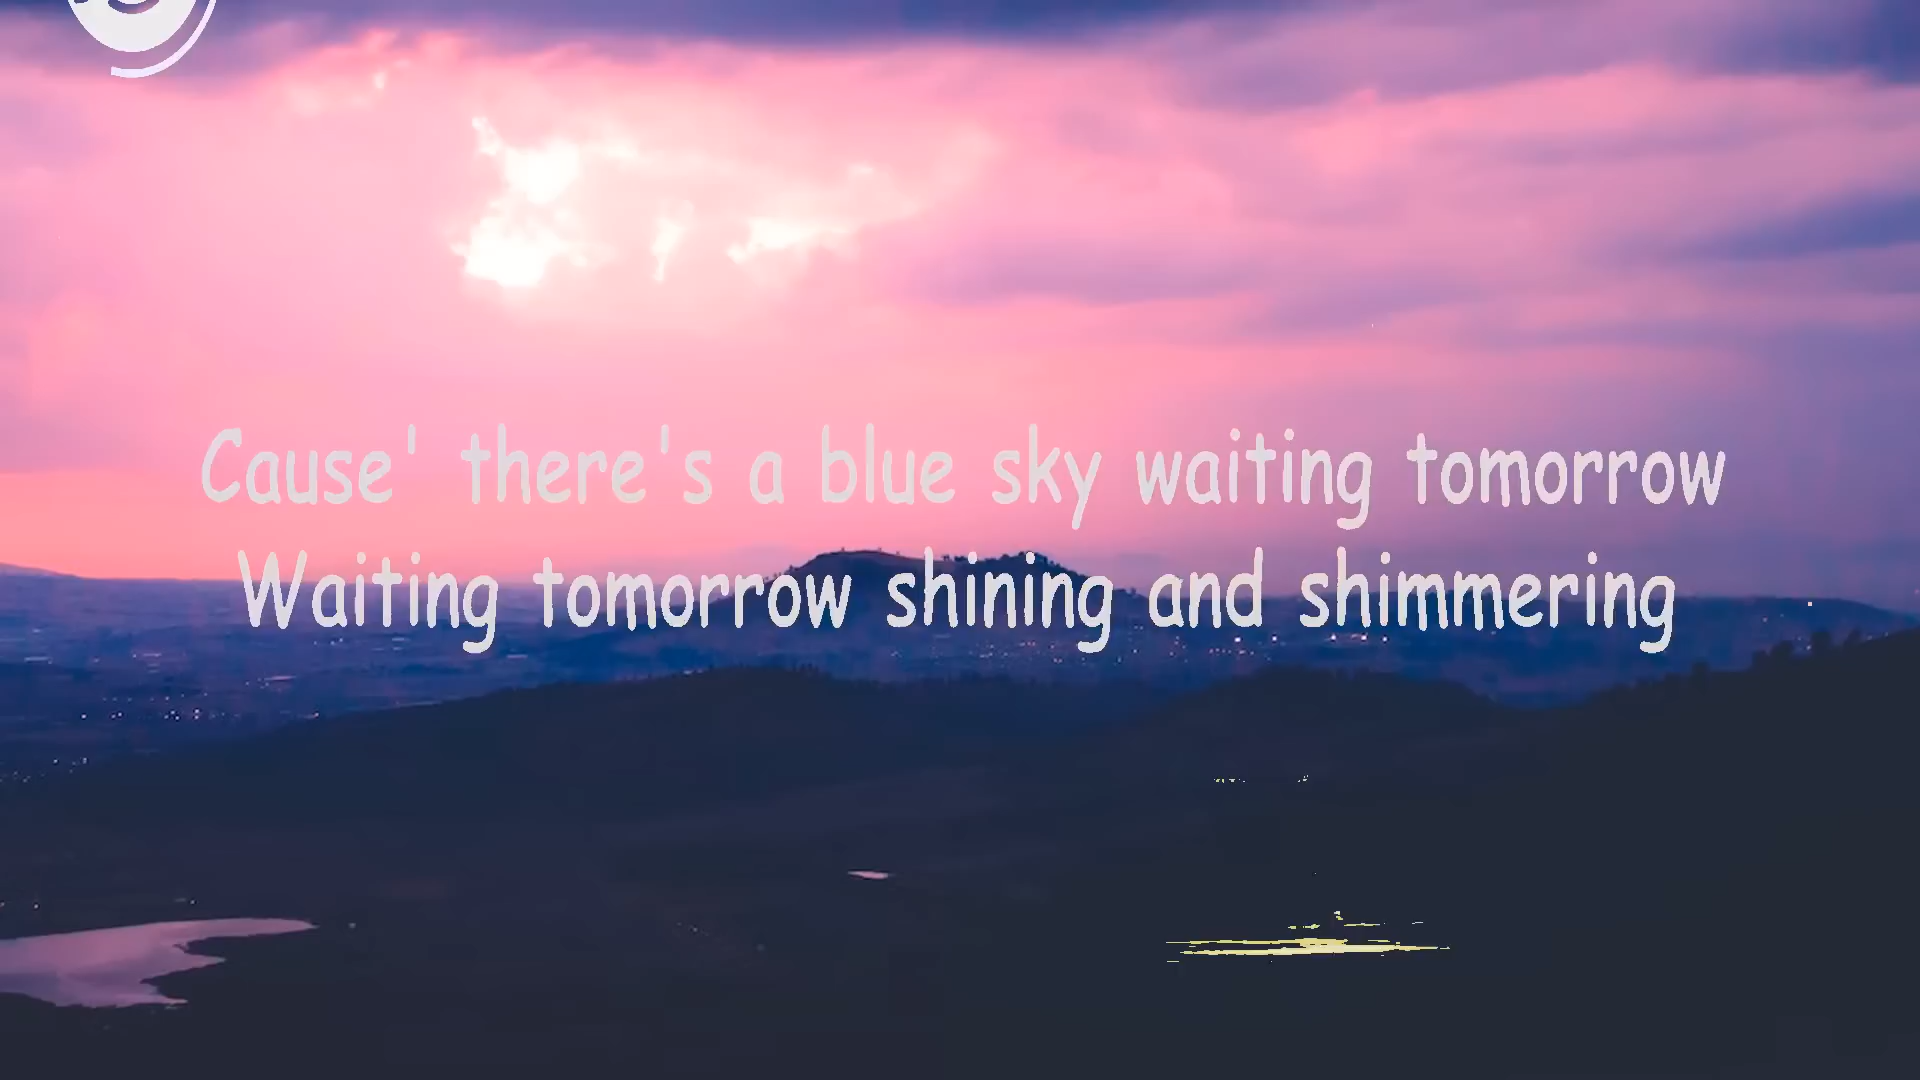 Cause' there's a blue sky waiting tomorrow
Waiting tomorrow shining and shimmering